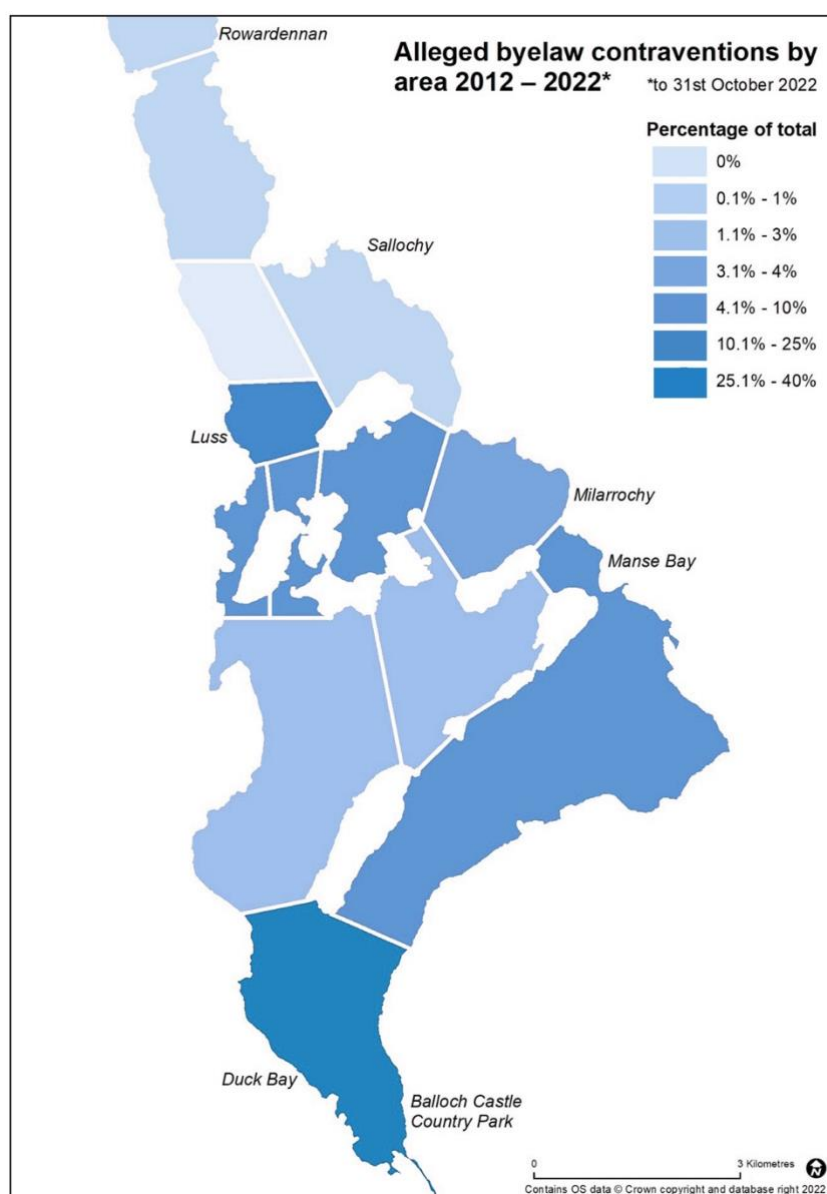 Rowardennan
Alleged byelaw contraventions by
area 2012 – 2022*
*to 31st October 2022
Percentage of total
0%
0.1% - 1%
1.1% - 3%
3.1% - 4%
4.1% - 10%
10.1% - 25%
25.1% - 40%
Sallochy
Luss
Milarrochy
Manse Bay
Duck Bay
Balloch Castle
Country Park
0
3 Kilometres
N
Contains OS data © Crown copyright and database right 2022